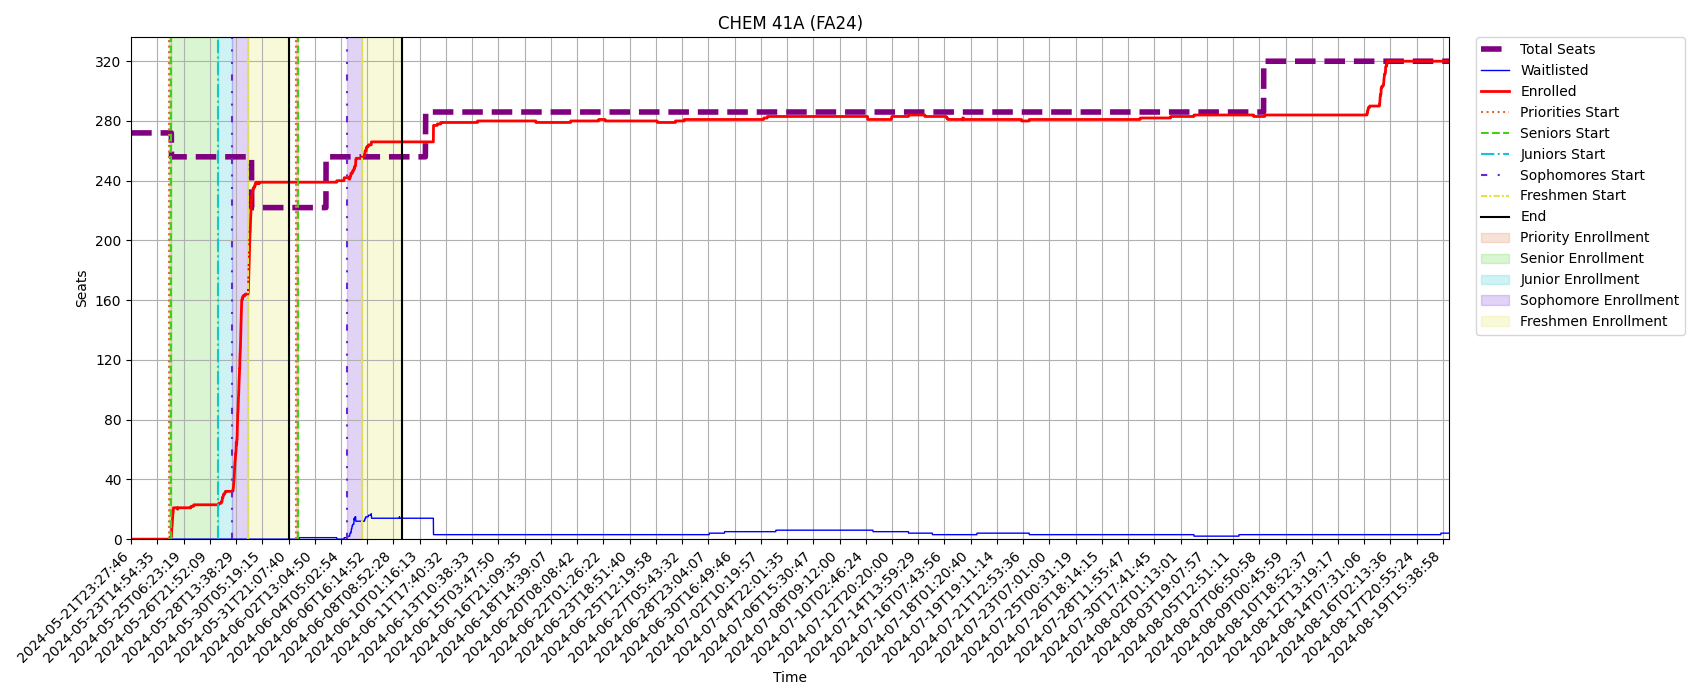 CHEM 41A (FA24)
Seats
320
280
240
200
160
120
80
40
0
2024-05-21T23:27:46
2024-05-23T14:54:35
2024-05-25T06:23:19
2024-05-26T21:52:09
2024-05-28T13:38:29
2024-05-30T05:19:15
2024-05-31T21:07:40
2024-06-02T13:04:50
2024-06-04T05:02:54
2024-06-06T16:14:52
2024-06-08T08:52:28
2024-06-10T01:16:13
2024-06-11T17:40:32
2024-06-13T10:38:33
2024-06-15T03:47:50
2024-06-16T21:09:35
2024-06-18T14:39:07
2024-06-20T08:08:42
2024-06-22T01:26:22
2024-06-23T18:51:40
2024-06-25T12:19:58
2024-06-27T05:43:32
2024-06-28T23:04:07
2024-06-30T16:49:46
2024-07-02T10:19:57
2024-07-04T22:01:35
2024-07-06T15:30:47
2024-07-08T09:12:00
2024-07-10T02:46:24
2024-07-12T20:20:00
2024-07-14T13:59:29
2024-07-16T07:43:56
2024-07-18T01:20:40
2024-07-19T19:11:14
2024-07-21T12:53:36
2024-07-23T07:01:00
2024-07-25T00:31:19
2024-07-26T18:14:15
2024-07-28T11:55:47
2024-07-30T17:41:45
2024-08-02T01:13:01
2024-08-03T19:07:57
2024-08-05T12:51:11
2024-08-07T06:50:58
2024-08-09T00:45:59
2024-08-10T18:52:37
2024-08-12T13:19:17
2024-08-14T07:31:06
2024-08-16T02:13:36
2024-08-17T20:55:24
2024-08-19T15:38:58
Time
Total Seats
Waitlisted
Enrolled
Priorities Start
Seniors Start
Juniors Start
Sophomores Start
Freshmen Start
End
Priority Enrollment
Senior Enrollment
Junior Enrollment
Sophomore Enrollment
Freshmen Enrollment